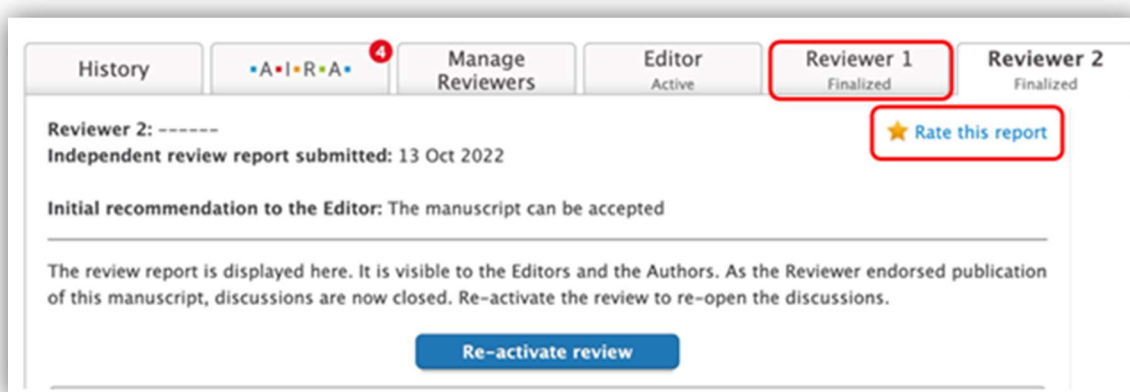 History
A I R A
4
Manage
Reviewers
Editor
Active
Reviewer 1
Finalized
Reviewer 2
Finalized
Reviewer 2: ------
Rate this report
Independent review report submitted: 13 Oct 2022
Initial recommendation to the Editor: The manuscript can be accepted
The review report is displayed here. It is visible to the Editors and the Authors. As the Reviewer endorsed publication
of this manuscript, discussions are now closed. Re-activate the review to re-open the discussions.
Re-activate review